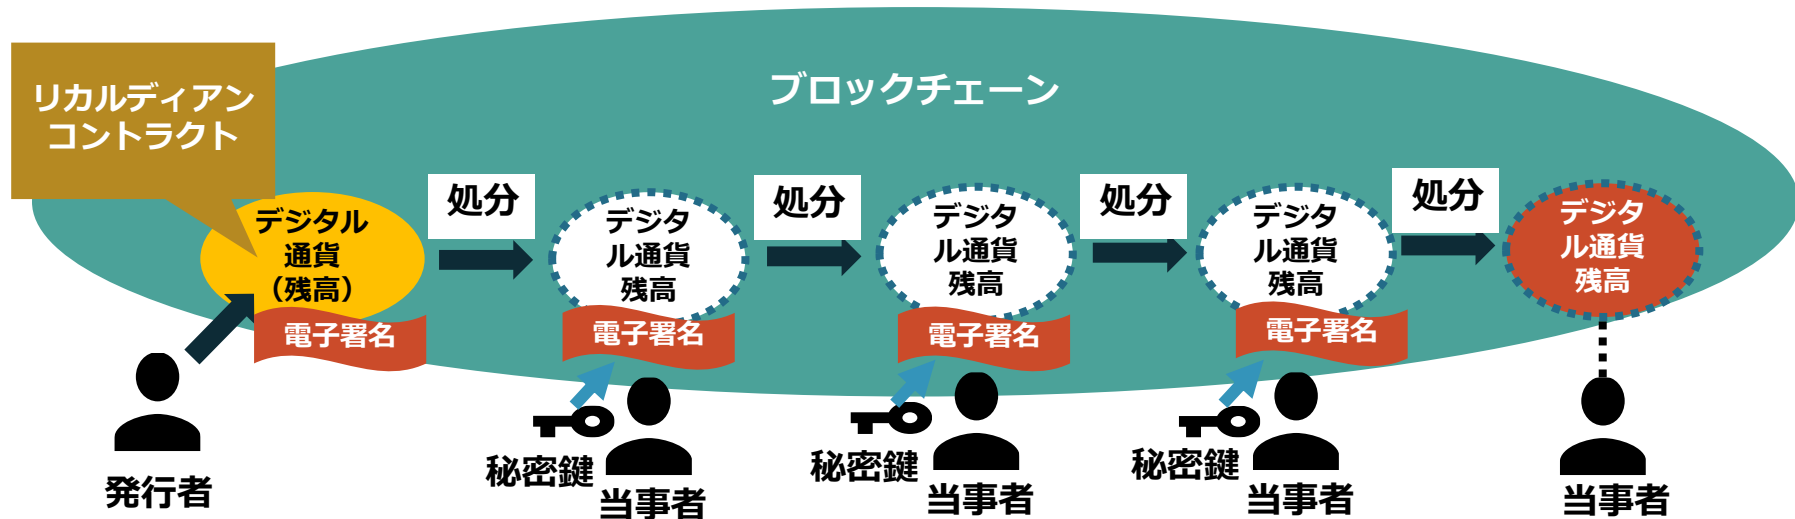 ブロックチェーン
リカルディアン
コントラクト
デジタル
通貨
（残高）
電子署名
発行者
処分
デジタ
ル通貨
残高
電子署名
秘密鍵
当事者
処分
デジタ
ル通貨
残高
電子署名
秘密鍵
当事者
処分
デジタ
ル通貨
残高
電子署名
秘密鍵
当事者
処分
デジタ
ル通貨
残高
当事者